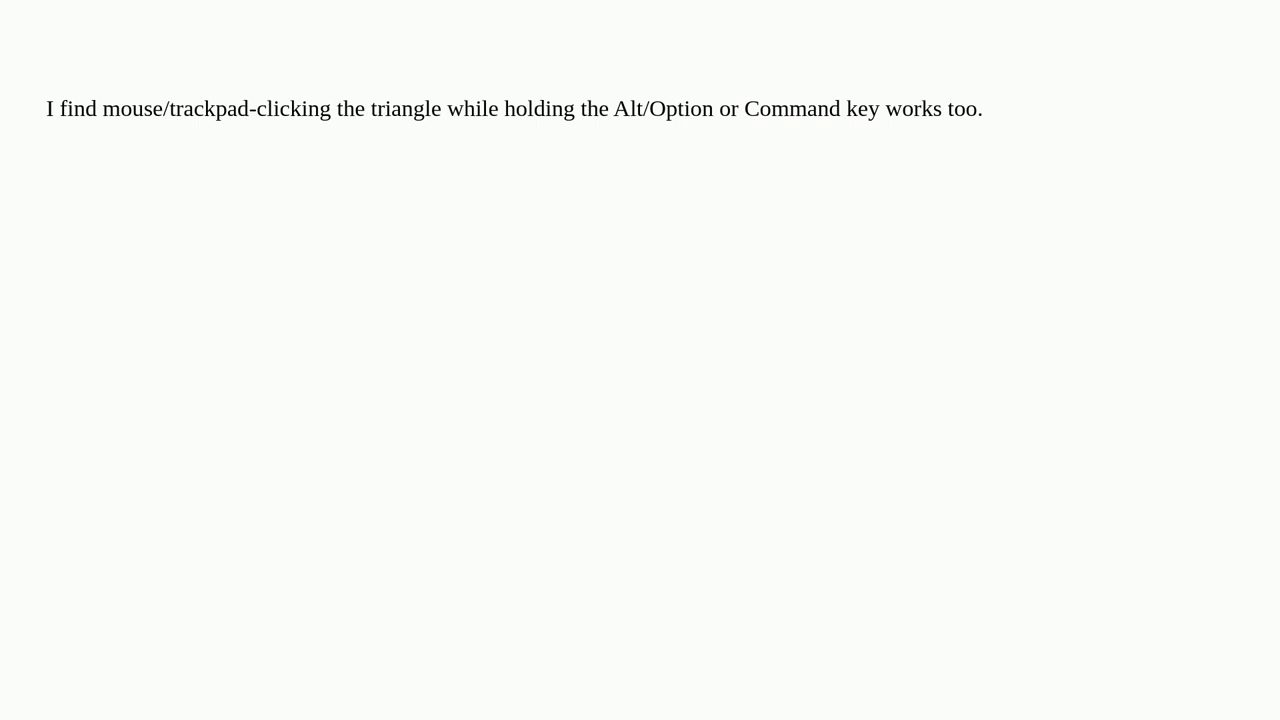 I find mouse/trackpad-clicking the triangle while holding the Alt/Option or Command key works too.